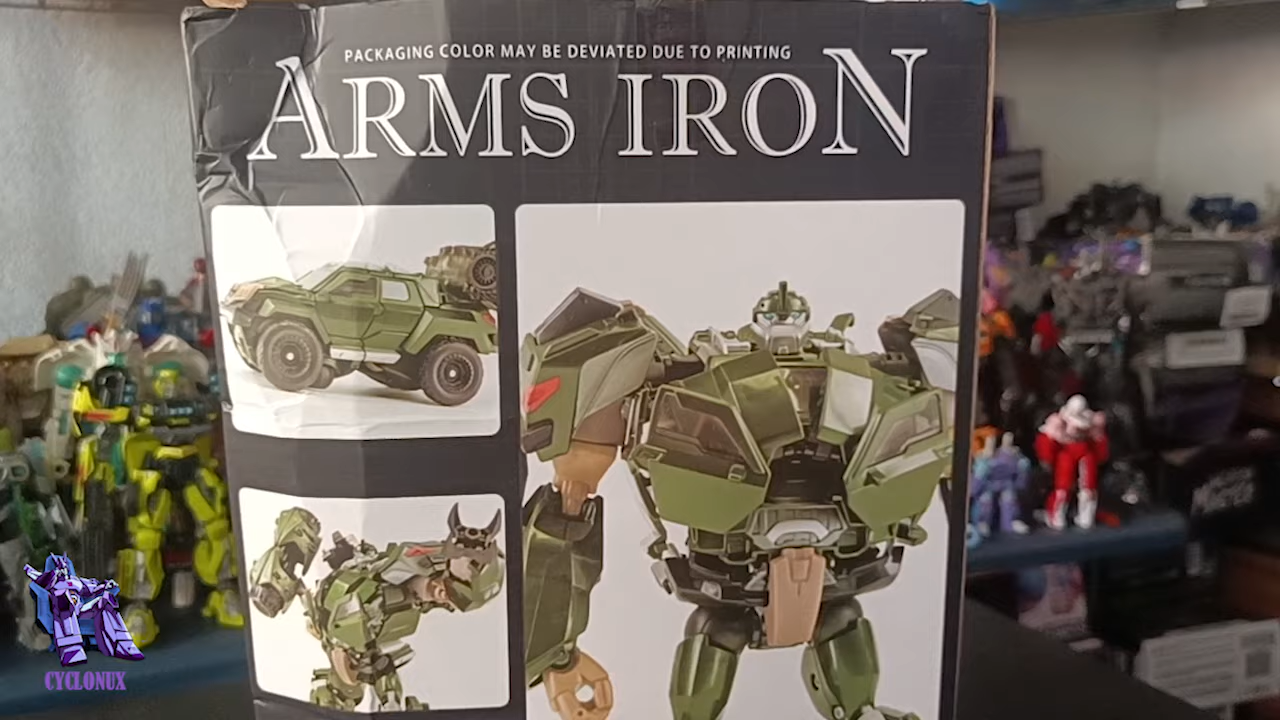 PACKAGING COLOR MAY BE DEVIATED DUE TO PRINTING
ARMS IRON
CYCLONUX